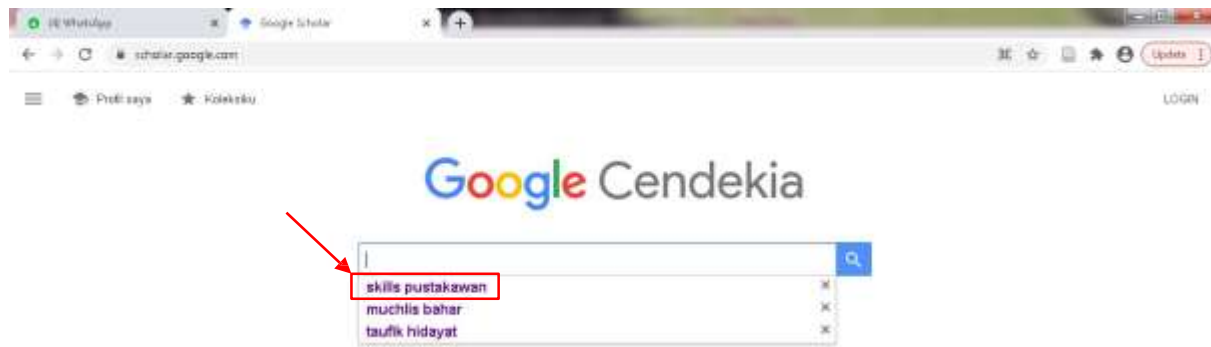 (4) WhatsApp
Google Scholar
scholar.google.com
Update
Profil saya
Koleksiku
LOGIN
Google Cendekia
skills pustakawan
muchlis bahar
taufik hidayat